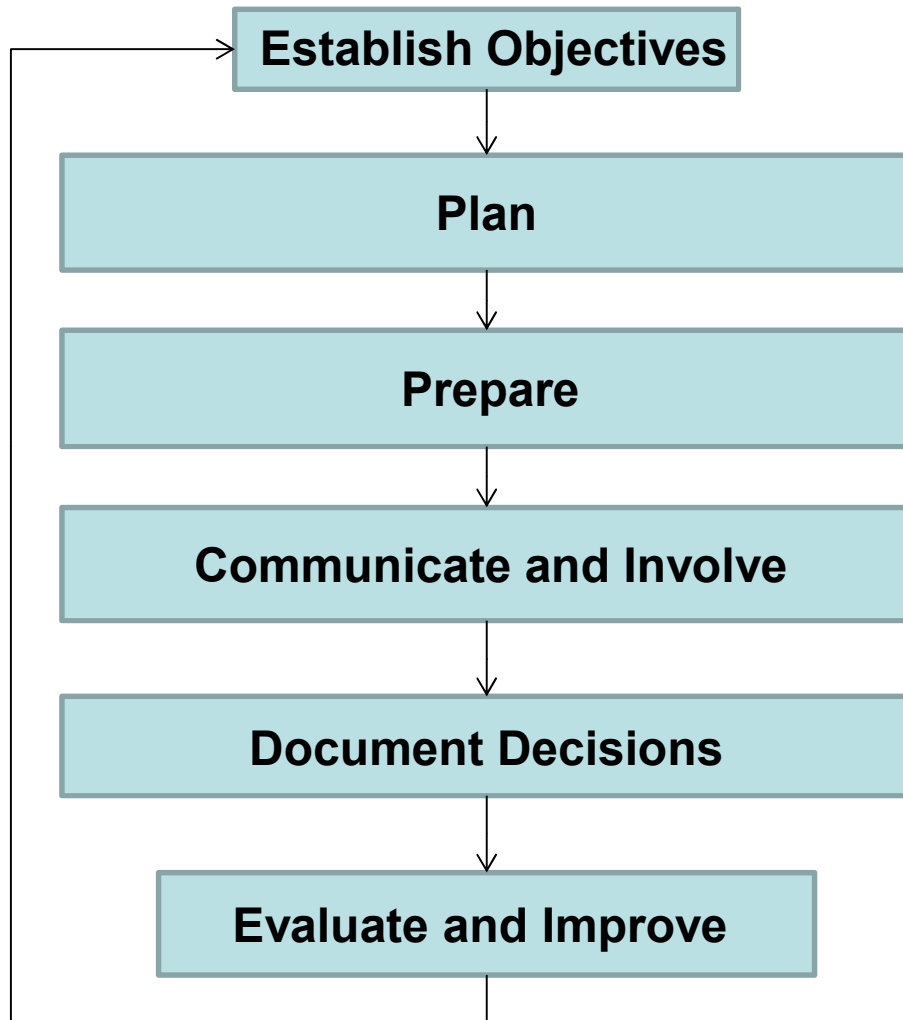 Establish Objectives
Plan
Prepare
Communicate and Involve
Document Decisions
Evaluate and Improve